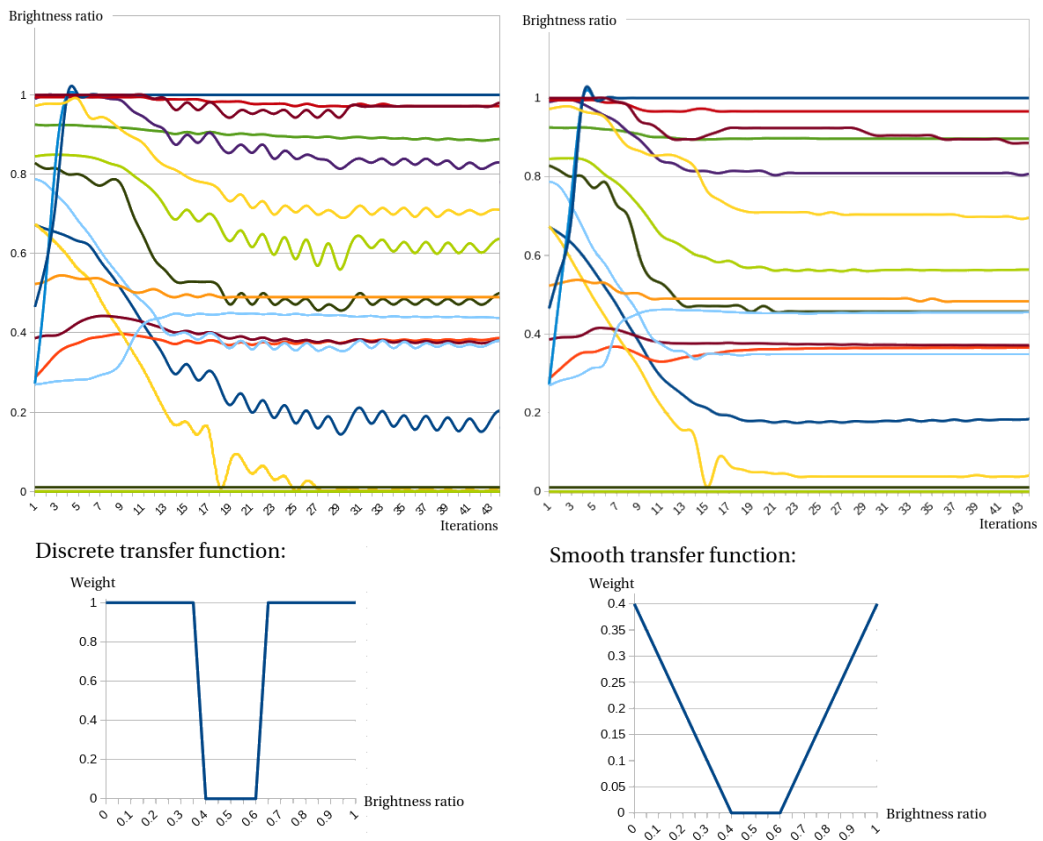 Brightness ratio
1
0.8
0.6
0.4
0.2
0
1 3 5 7 9 11 13 15 17 19 21 23 25 27 29 31 33 35 37 39 41 43
Iterations
Brightness ratio
1
0.8
0.6
0.4
0.2
0
1 3 5 7 9 11 13 15 17 19 21 23 25 27 29 31 33 35 37 39 41 43
Iterations
Discrete transfer function:
Weight
1
0.8
0.6
0.4
0.2
0
0 0.1 0.2 0.3 0.4 0.5 0.6 0.7 0.8 0.9 1
Brightness ratio
Smooth transfer function:
Weight
0.4
0.35
0.3
0.25
0.2
0.15
0.1
0.05
0
0 0.1 0.2 0.3 0.4 0.5 0.6 0.7 0.8 0.9 1
Brightness ratio